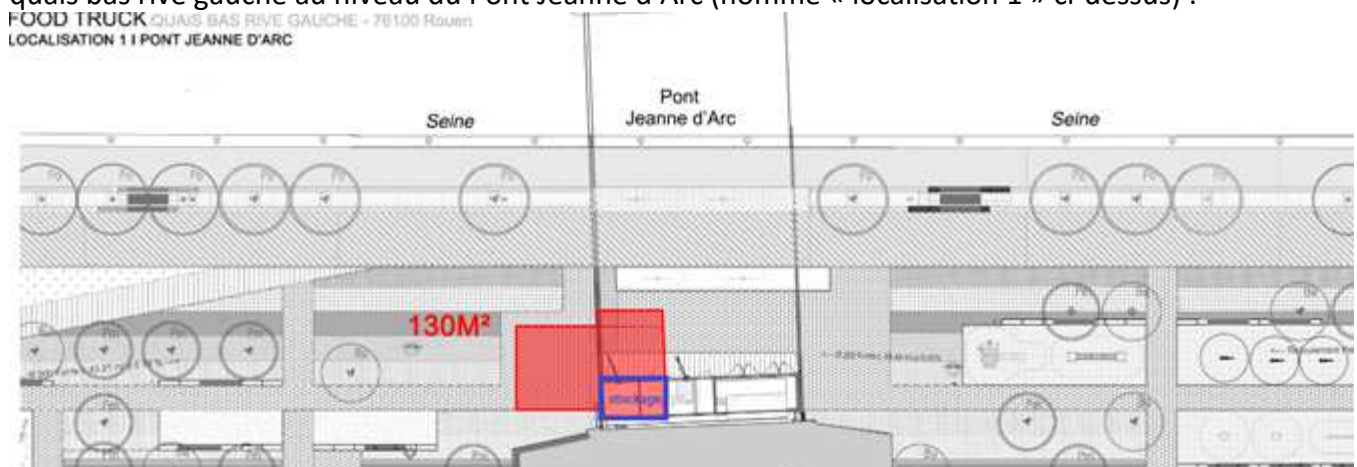 quais bas rive gauche au niveau du Pont Jeanne d'Arc (nommé « localisation 1 » ci-dessus) :
FOOD TRUCK QUAIS BAS RIVE GAUCHE - 76100 Rouen
LOCALISATION 1 I PONT JEANNE D'ARC
Pont
Jeanne d'Arc
Seine
Seine
130M²
stockage